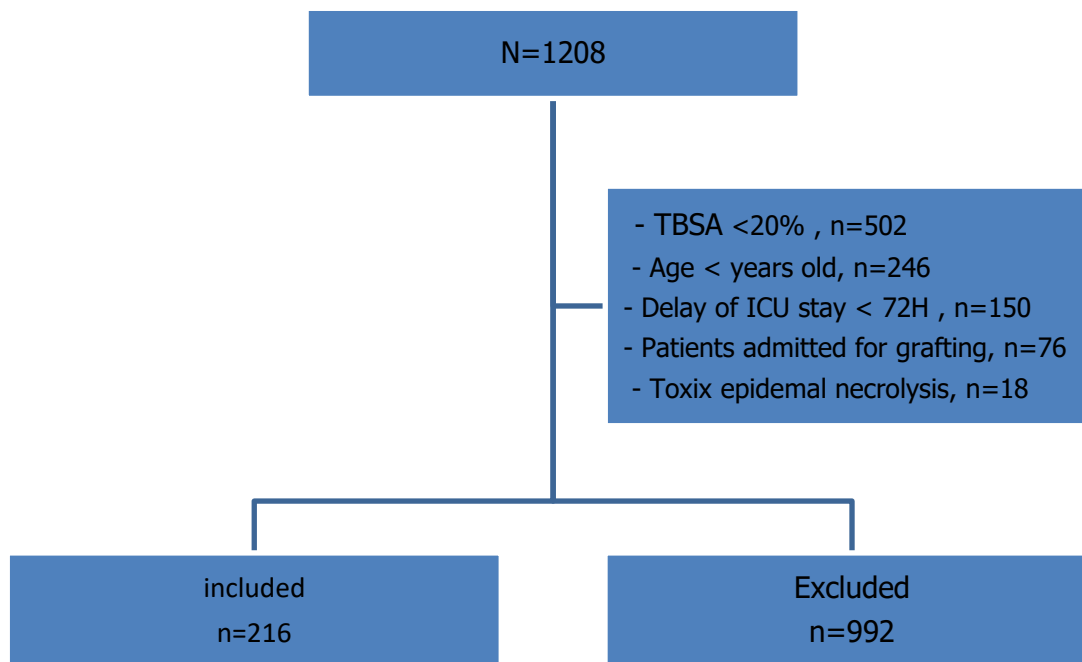 N=1208
- TBSA <20% , n=502
- Age < years old, n=246
- Delay of ICU stay < 72H , n=150
- Patients admitted for grafting, n=76
- Toxix epidemal necrolysis, n=18
included
n=216
Excluded
n=992